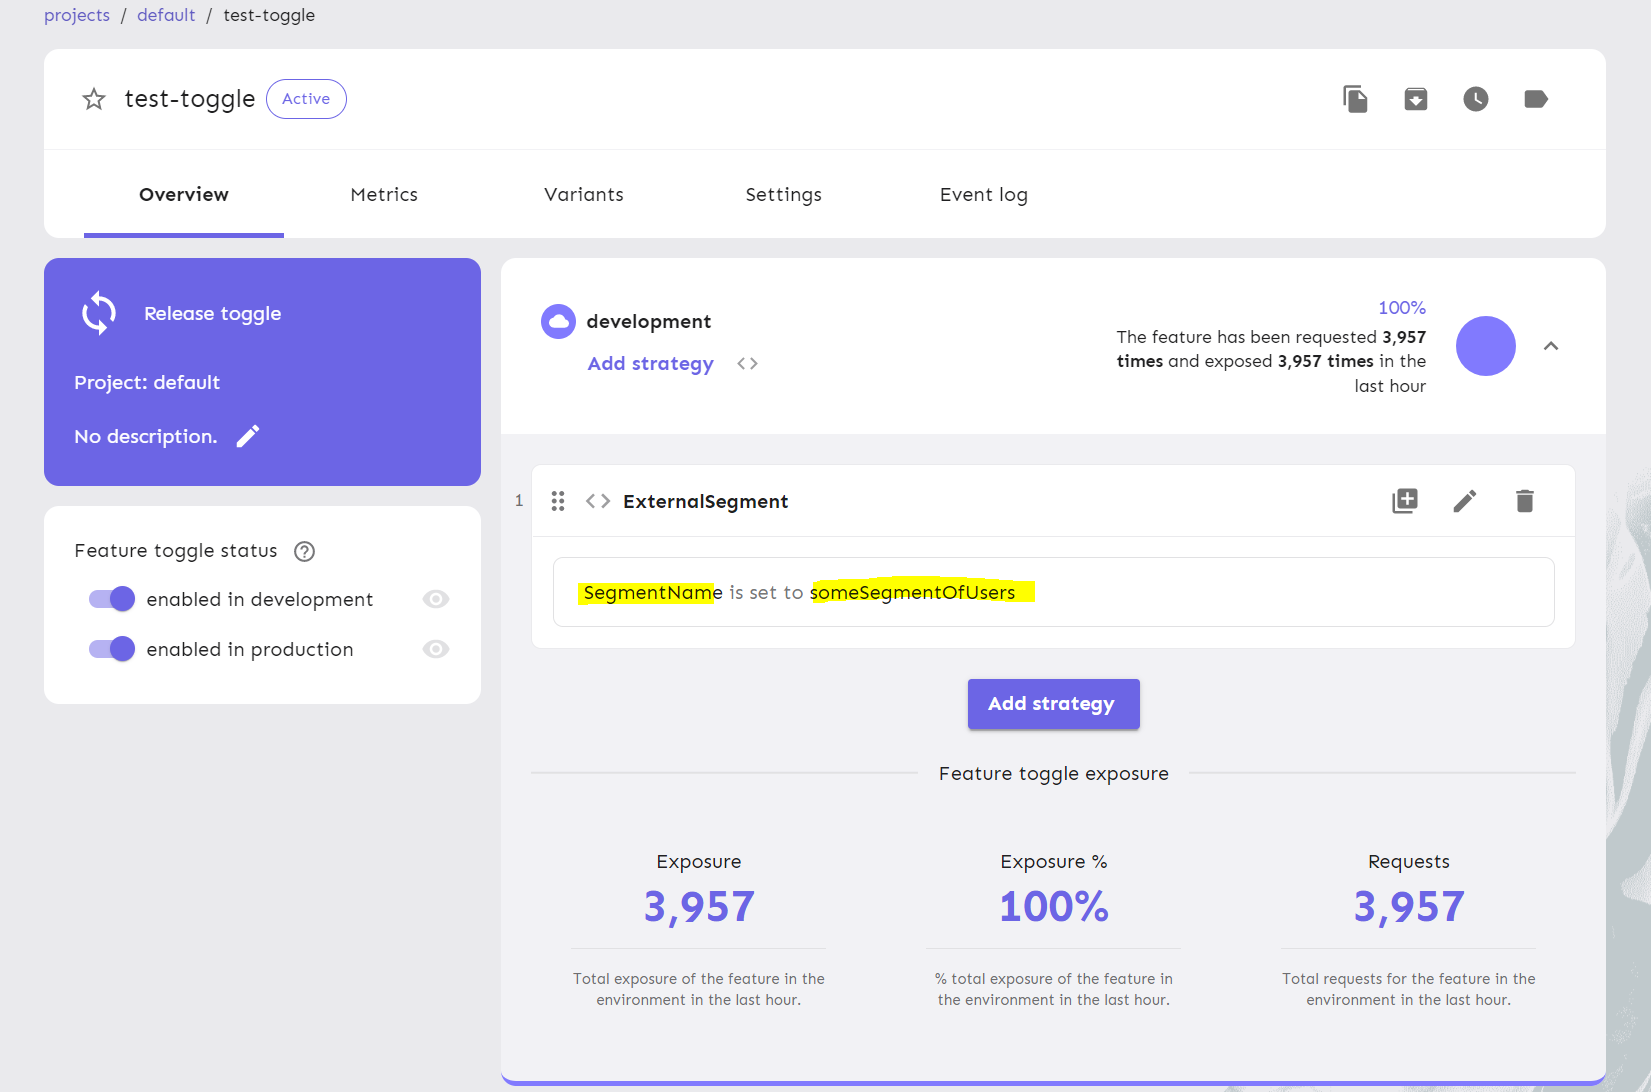 projects / default / test-toggle
test-toggle Active
Overview Metrics Variants Settings Event log
Release toggle
Project: default
No description.
Feature toggle status
enabled in development
enabled in production
development
Add strategy
100%
The feature has been requested 3,957
times and exposed 3,957 times in the
last hour
1 ExternalSegment
SegmentName is set to someSegmentOfUsers
Add strategy
Feature toggle exposure
Exposure
3,957
Total exposure of the feature in the
environment in the last hour.
Exposure %
100%
% total exposure of the feature in
the environment in the last hour.
Requests
3,957
Total requests for the feature in the
environment in the last hour.